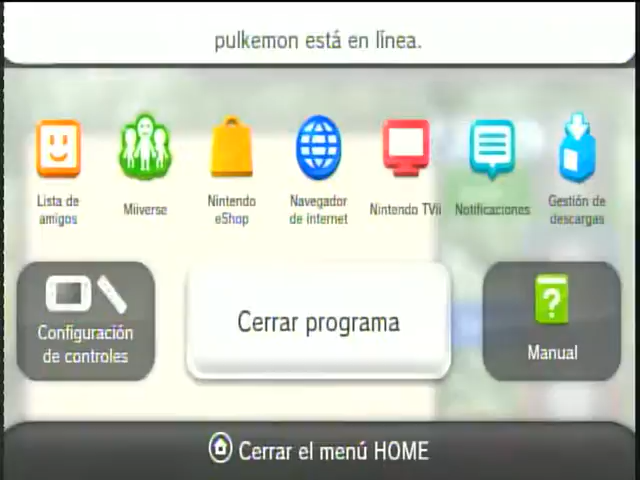 pulkemon está en línea.
Lista de
amigos
Miiverse
Nintendo
eShop
Navegador
de internet
Nintendo TVii
Notificaciones
Gestión de
descargas
Configuración
de controles
Cerrar programa
?
Manual
Cerrar el menú HOME